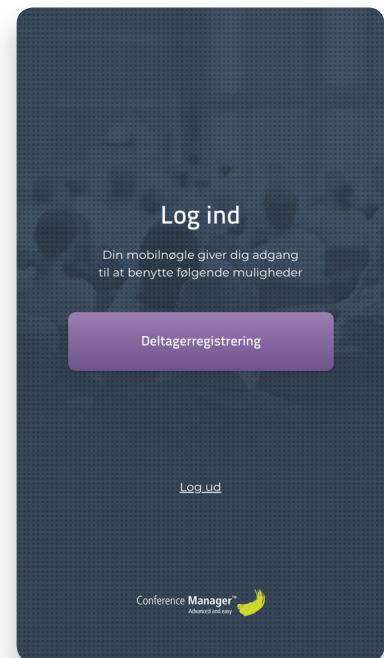 Log ind
Din mobilnøgle giver dig adgang
til at benytte følgende muligheder
Deltagerregistrering
Log ud
Conference Manager™
Advanced and easy